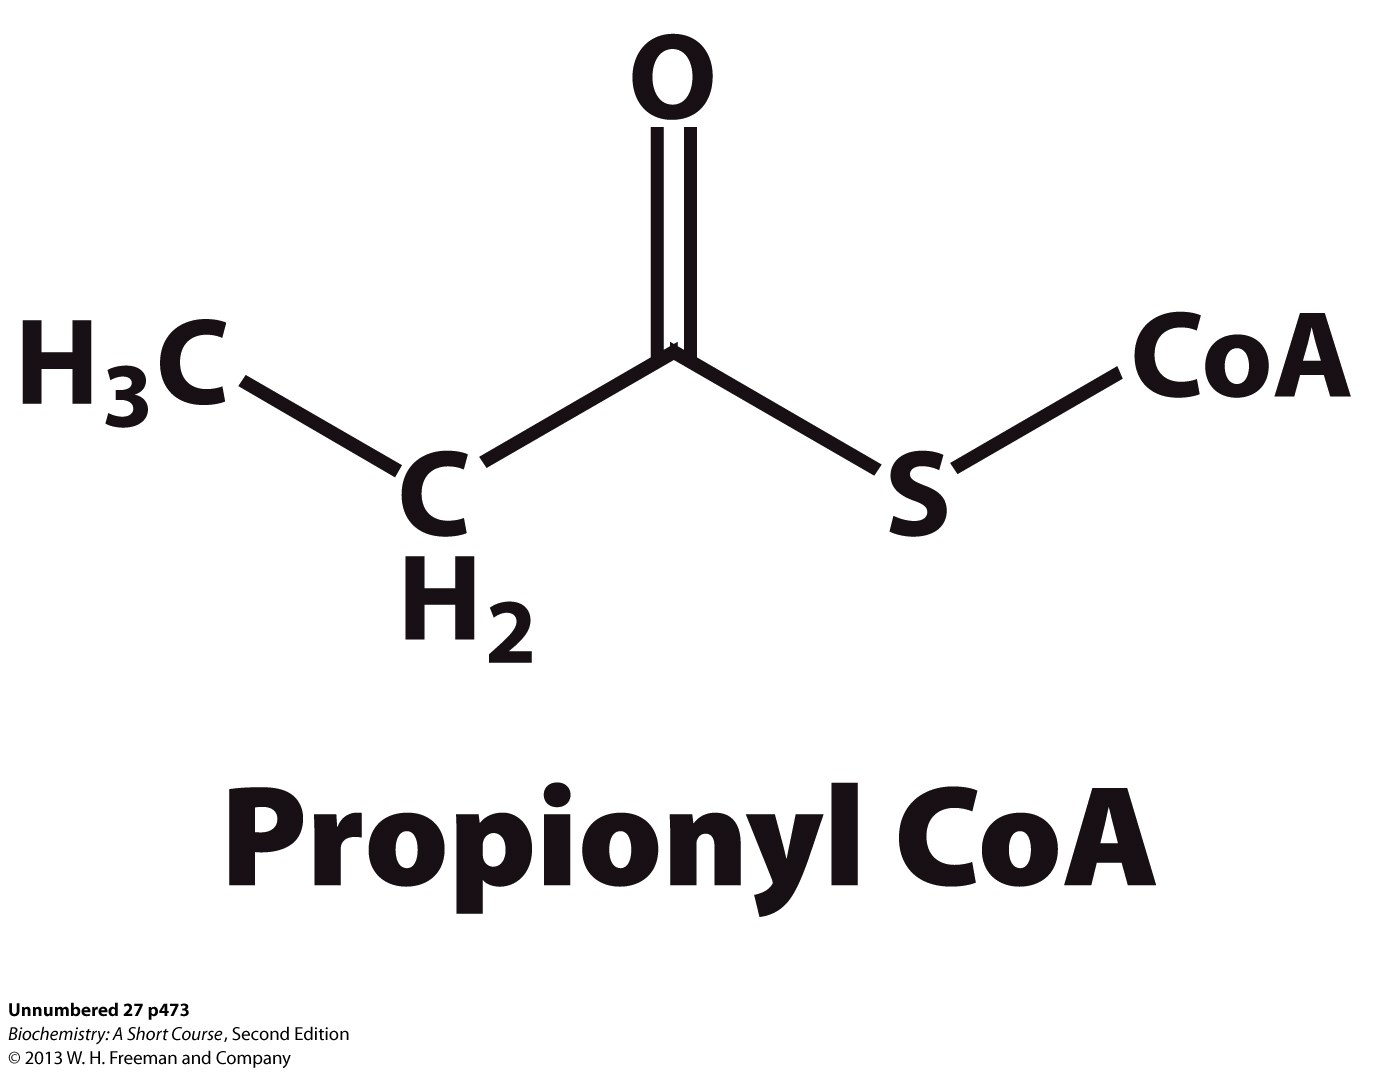 O
H₃C
CoA
C
S
H₂
Propionyl CoA
Unnumbered 27 p473
Biochemistry: A Short Course, Second Edition
© 2013 W. H. Freeman and Company